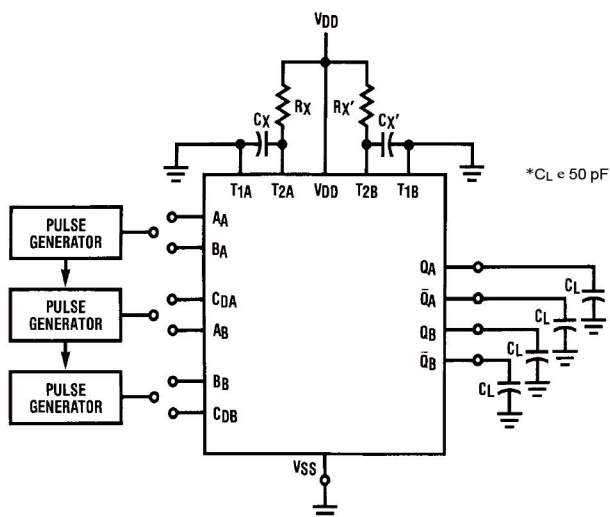 VDD
CX RX RX' CX'
*CL e 50 pF
T1A T2A VDD T2B T1B
PULSE
GENERATOR
PULSE
GENERATOR
PULSE
GENERATOR
AA
BA
CDA
AB
BB
CDB
QA
Q̅A
QB
Q̅B
CL
CL
CL
CL
VSS